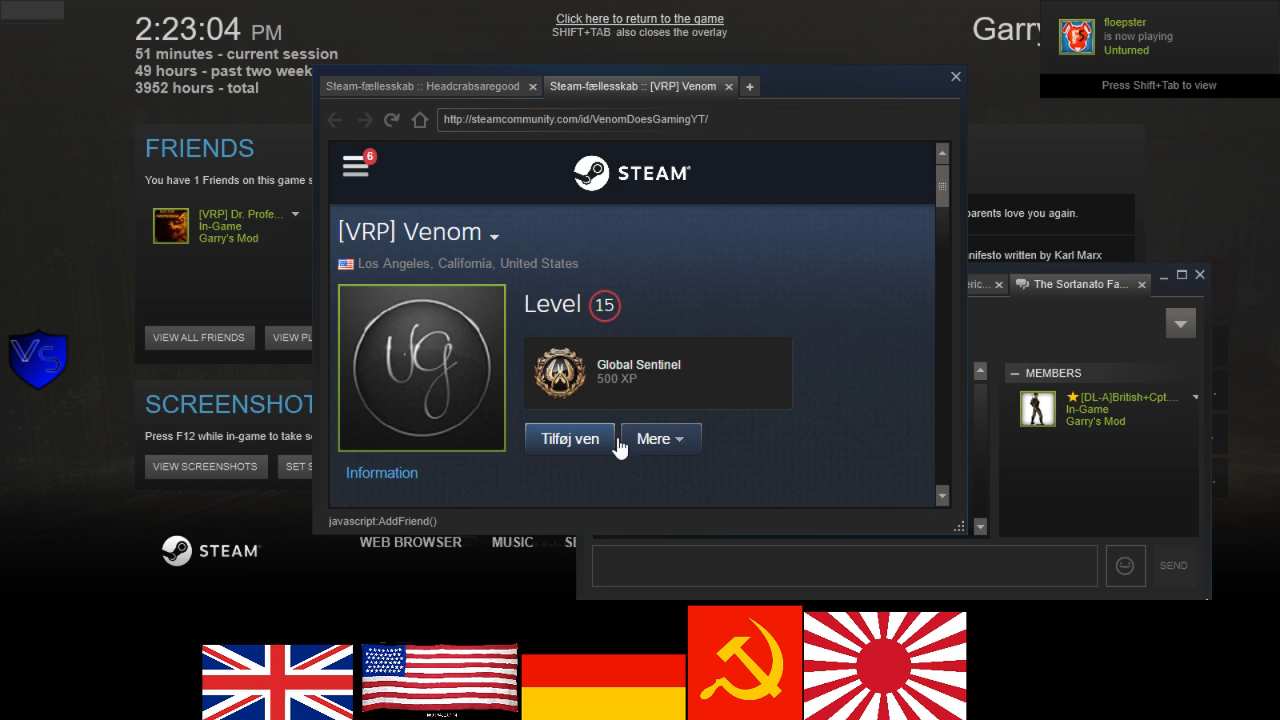 2:23:04 PM
51 minutes - current session
49 hours - past two week
3952 hours - total
Click here to return to the game
SHIFT+TAB also closes the overlay
Garry
floepster
is now playing
Unturned
Press Shift+Tab to view
Steam-fællesskab :: Headcrabsaregood
Steam-fællesskab :: [VRP] Venom
http://steamcommunity.com/id/VenomDoesGamingYT/
FRIENDS
You have 1 Friends on this game s
[VRP] Dr. Profe...
In-Game
Garry's Mod
VIEW ALL FRIENDS
VIEW PL
6
STEAM
[VRP] Venom
Los Angeles, California, United States
Level 15
Global Sentinel
500 XP
Tilføj ven
Mere
Information
javascript:AddFriend()
parents love you again.
nifesto written by Karl Marx
eric...
The Sortanato Fa...
MEMBERS
[DL-A]British+Cpt....
In-Game
Garry's Mod
SEND
VS
SCREENSHOT
Press F12 while in-game to take s
VIEW SCREENSHOTS
SET S
STEAM
WEB BROWSER
MUSIC
SE